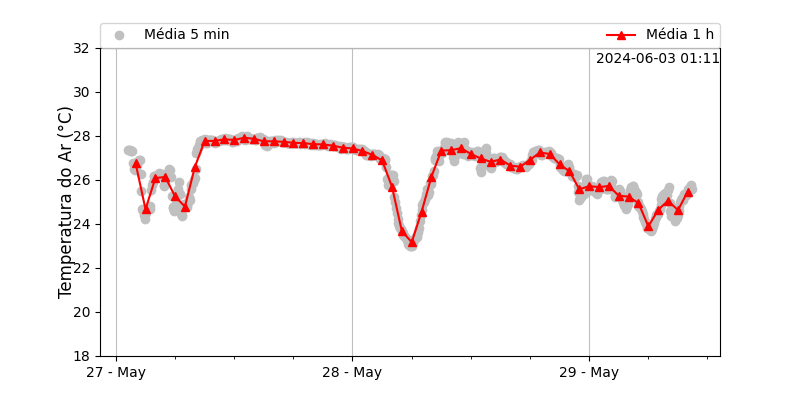 Média 5 min
Média 1 h
2024-06-03 01:11
Temperatura do Ar (°C)
32
30
28
26
24
22
20
18
27 - May
28 - May
29 - May